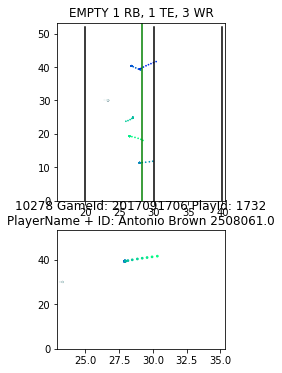 EMPTY 1 RB, 1 TE, 3 WR
50
40
30
20
10
0
20 25 30 35 40
10278 GameId: 2017091706 PlayId: 1732
PlayerName + ID: Antonio Brown 2508061.0
40
20
0
25.0 27.5 30.0 32.5 35.0